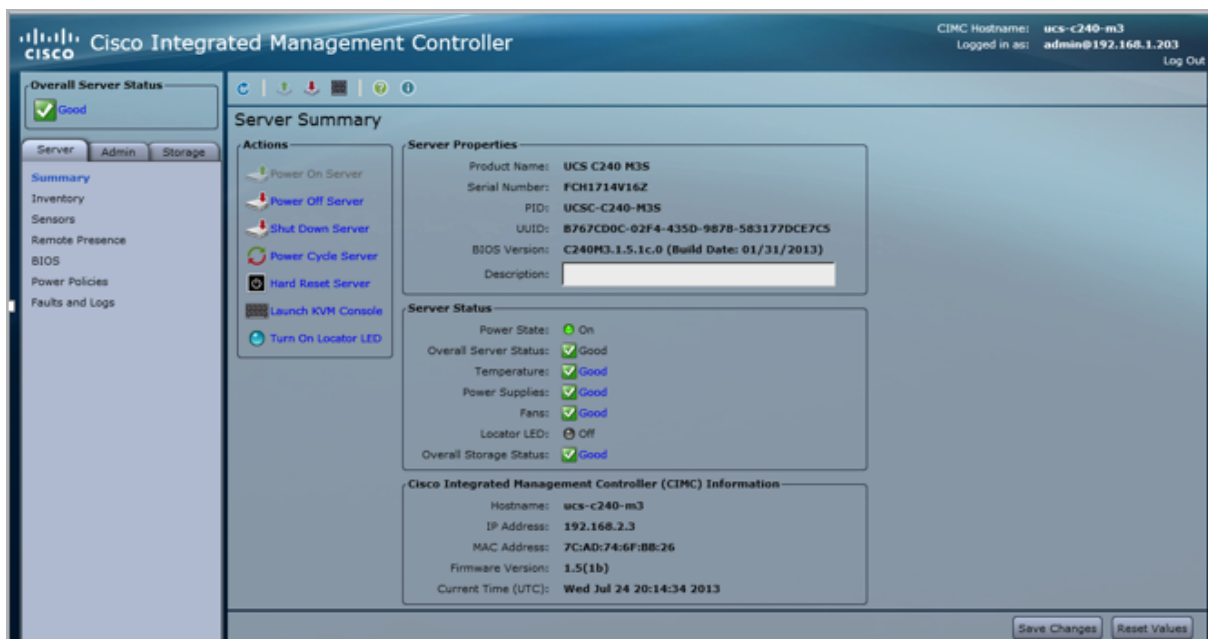 CISCO Cisco Integrated Management Controller
CIMC Hostname: ucs-c240-m3
Logged in as: admin@192.168.1.203
Log Out
Overall Server Status
Good
Server Admin Storage
Summary
Inventory
Sensors
Remote Presence
BIOS
Power Policies
Faults and Logs
Server Summary
Actions
Power On Server
Power Off Server
Shut Down Server
Power Cycle Server
Hard Reset Server
Launch KVM Console
Turn On Locator LED
Server Properties
Product Name: UCS C240 M3S
Serial Number: FCH1714V16Z
PID: UCSC-C240-M3S
UUID: B767CD0C-02F4-435D-9878-583177DCE7C5
BIOS Version: C240M3.1.5.1c.0 (Build Date: 01/31/2013)
Description:
Server Status
Power State: On
Overall Server Status: Good
Temperature: Good
Power Supplies: Good
Fans: Good
Locator LED: Off
Overall Storage Status: Good
Cisco Integrated Management Controller (CIMC) Information
Hostname: ucs-c240-m3
IP Address: 192.168.2.3
MAC Address: 7C:AD:74:6F:BB:26
Firmware Version: 1.5(1b)
Current Time (UTC): Wed Jul 24 20:14:34 2013
Save Changes Reset Values